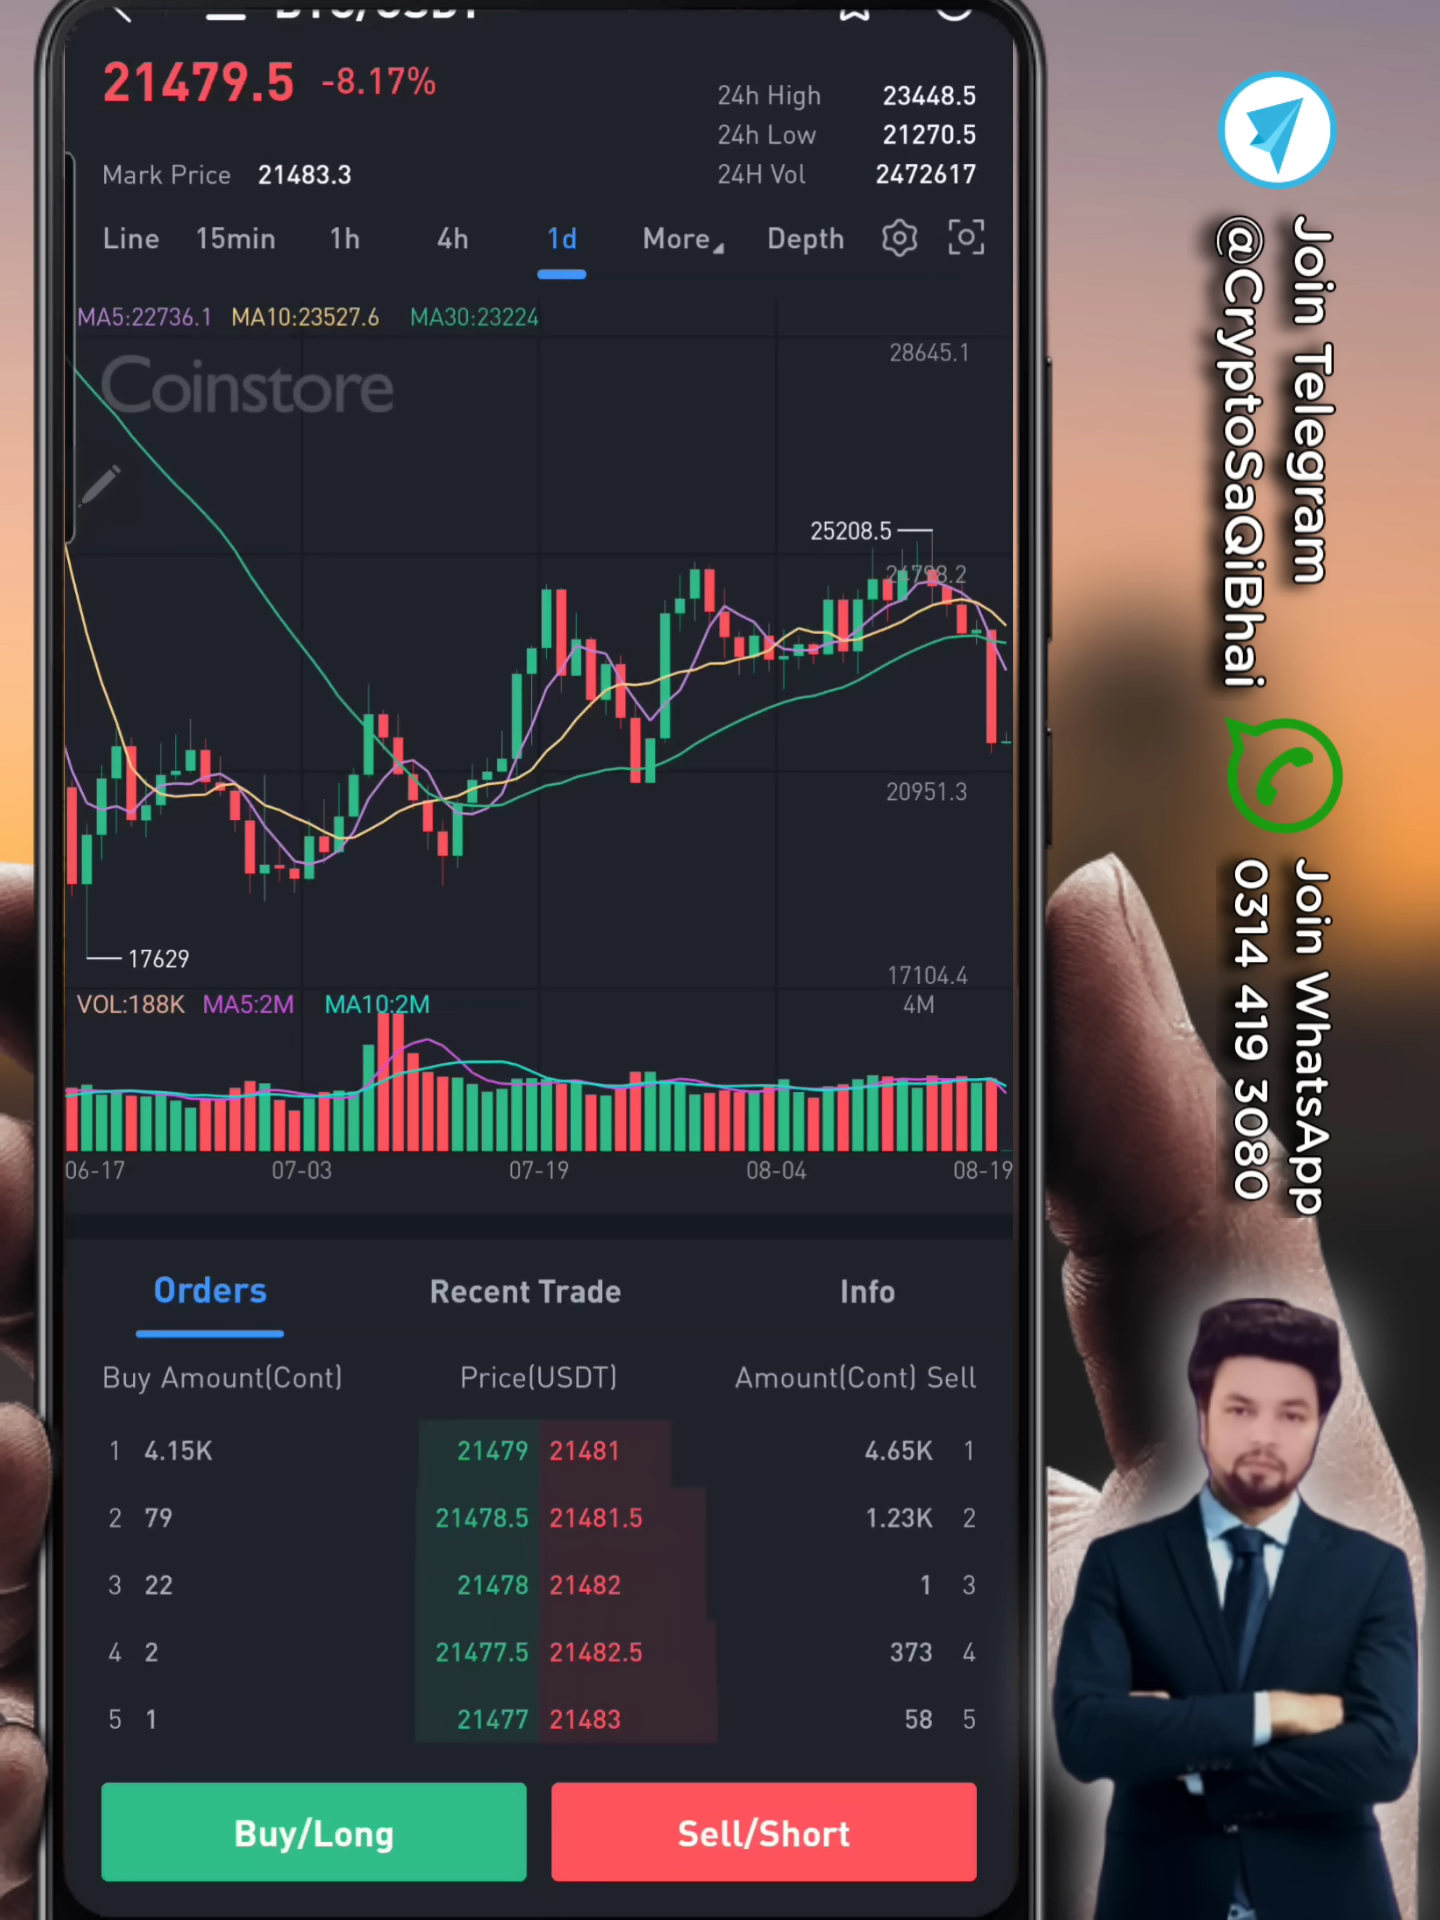 BTC/USDT
21479.5 -8.17%
24h High 23448.5
24h Low 21270.5
Mark Price 21483.3
24H Vol 2472617
Line 15min 1h 4h 1d More Depth
MA5:22736.1 MA10:23527.6 MA30:23224
28645.1
Coinstore
25208.5
24798.2
20951.3
17629
17104.4
VOL:188K MA5:2M MA10:2M 4M
06-17 07-03 07-19 08-04 08-19
Orders Recent Trade Info
Buy Amount(Cont) Price(USDT) Amount(Cont) Sell
1 4.15K 21479 21481 4.65K 1
2 79 21478.5 21481.5 1.23K 2
3 22 21478 21482 1 3
4 2 21477.5 21482.5 373 4
5 1 21477 21483 58 5
Buy/Long Sell/Short
Join Telegram
@CryptoSaQiBhai
Join WhatsApp
0314 419 3080